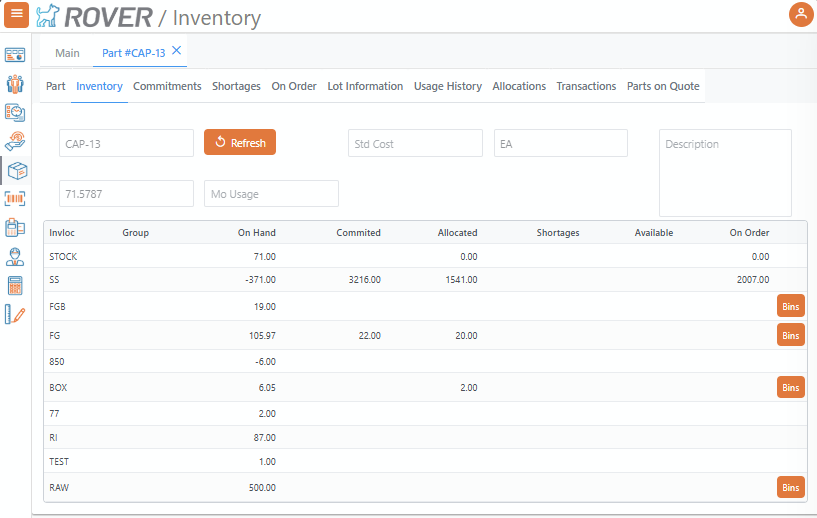 ROVER / Inventory
Main Part #CAP-13
Part Inventory Commitments Shortages On Order Lot Information Usage History Allocations Transactions Parts on Quote
CAP-13 Refresh Std Cost EA Description
71.5787 Mo Usage
Invloc Group On Hand Commited Allocated Shortages Available On Order
STOCK 71.00 0.00 0.00
SS -371.00 3216.00 1541.00 2007.00
FGB 19.00 Bins
FG 105.97 22.00 20.00 Bins
850 -6.00
BOX 6.05 2.00 Bins
77 2.00
RI 87.00
TEST 1.00
RAW 500.00 Bins